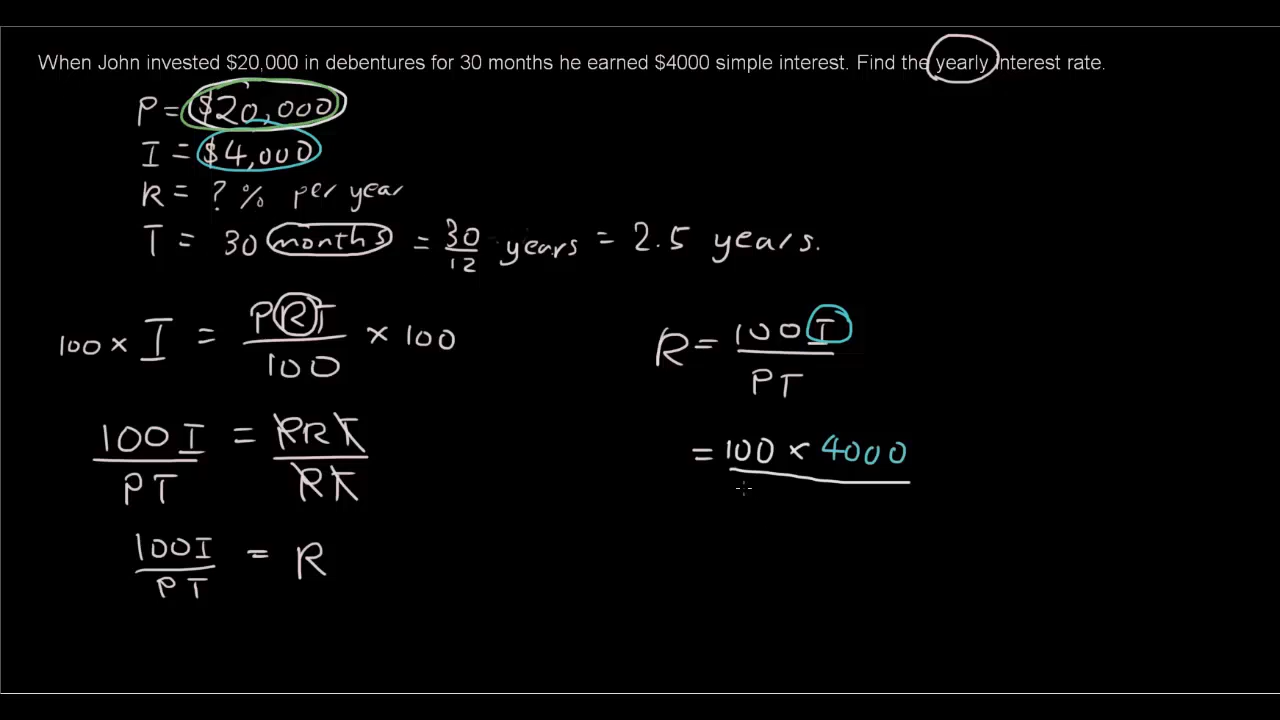 When John invested $20,000 in debentures for 30 months he earned $4000 simple interest. Find the yearly interest rate.
P = $20,000
I = $4,000
R = ? % per year
T = 30 months = 30/12 years = 2.5 years.
100 × I = PRT/100 × 100
100I/PT = PRT/PT
100I/PT = R
R = 100I/PT
= 100 × 4000